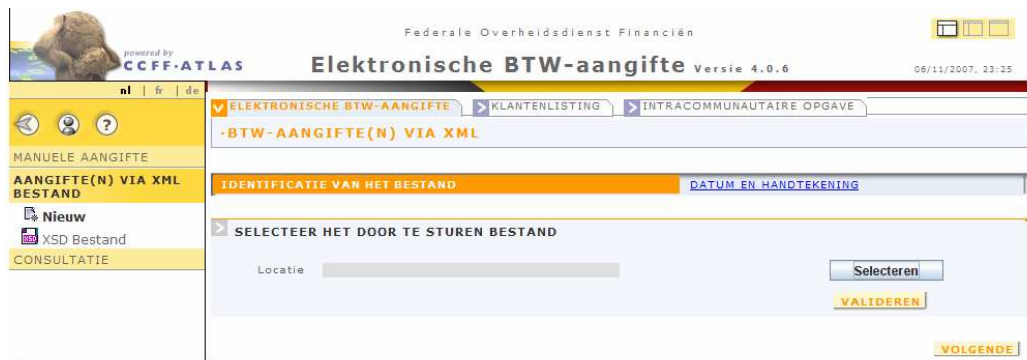 Federale Overheidsdienst Financiën
powered by
CCFF-ATLAS
Elektronische BTW-aangifte Versie 4.0.6
06/11/2007, 23:25
nl | fr | de
ELEKTRONISCHE BTW-AANGIFTE
KLANTENLISTING
INTRACOMMUNAUTAIRE OPGAVE
·BTW-AANGIFTE(N) VIA XML
MANUELE AANGIFTE
AANGIFTE(N) VIA XML
BESTAND
Nieuw
XSD Bestand
CONSULTATIE
IDENTIFICATIE VAN HET BESTAND
DATUM EN HANDTEKENING
SELECTEER HET DOOR TE STUREN BESTAND
Locatie
Selecteren
VALIDEREN
VOLGENDE